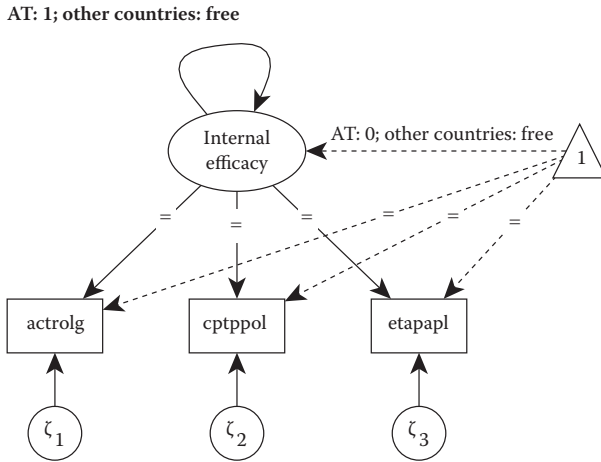 AT: 1; other countries: free
Internal
efficacy
AT: 0; other countries: free
1
= = = = = =
actrolg
cptppol
etapapl
ζ1
ζ2
ζ3